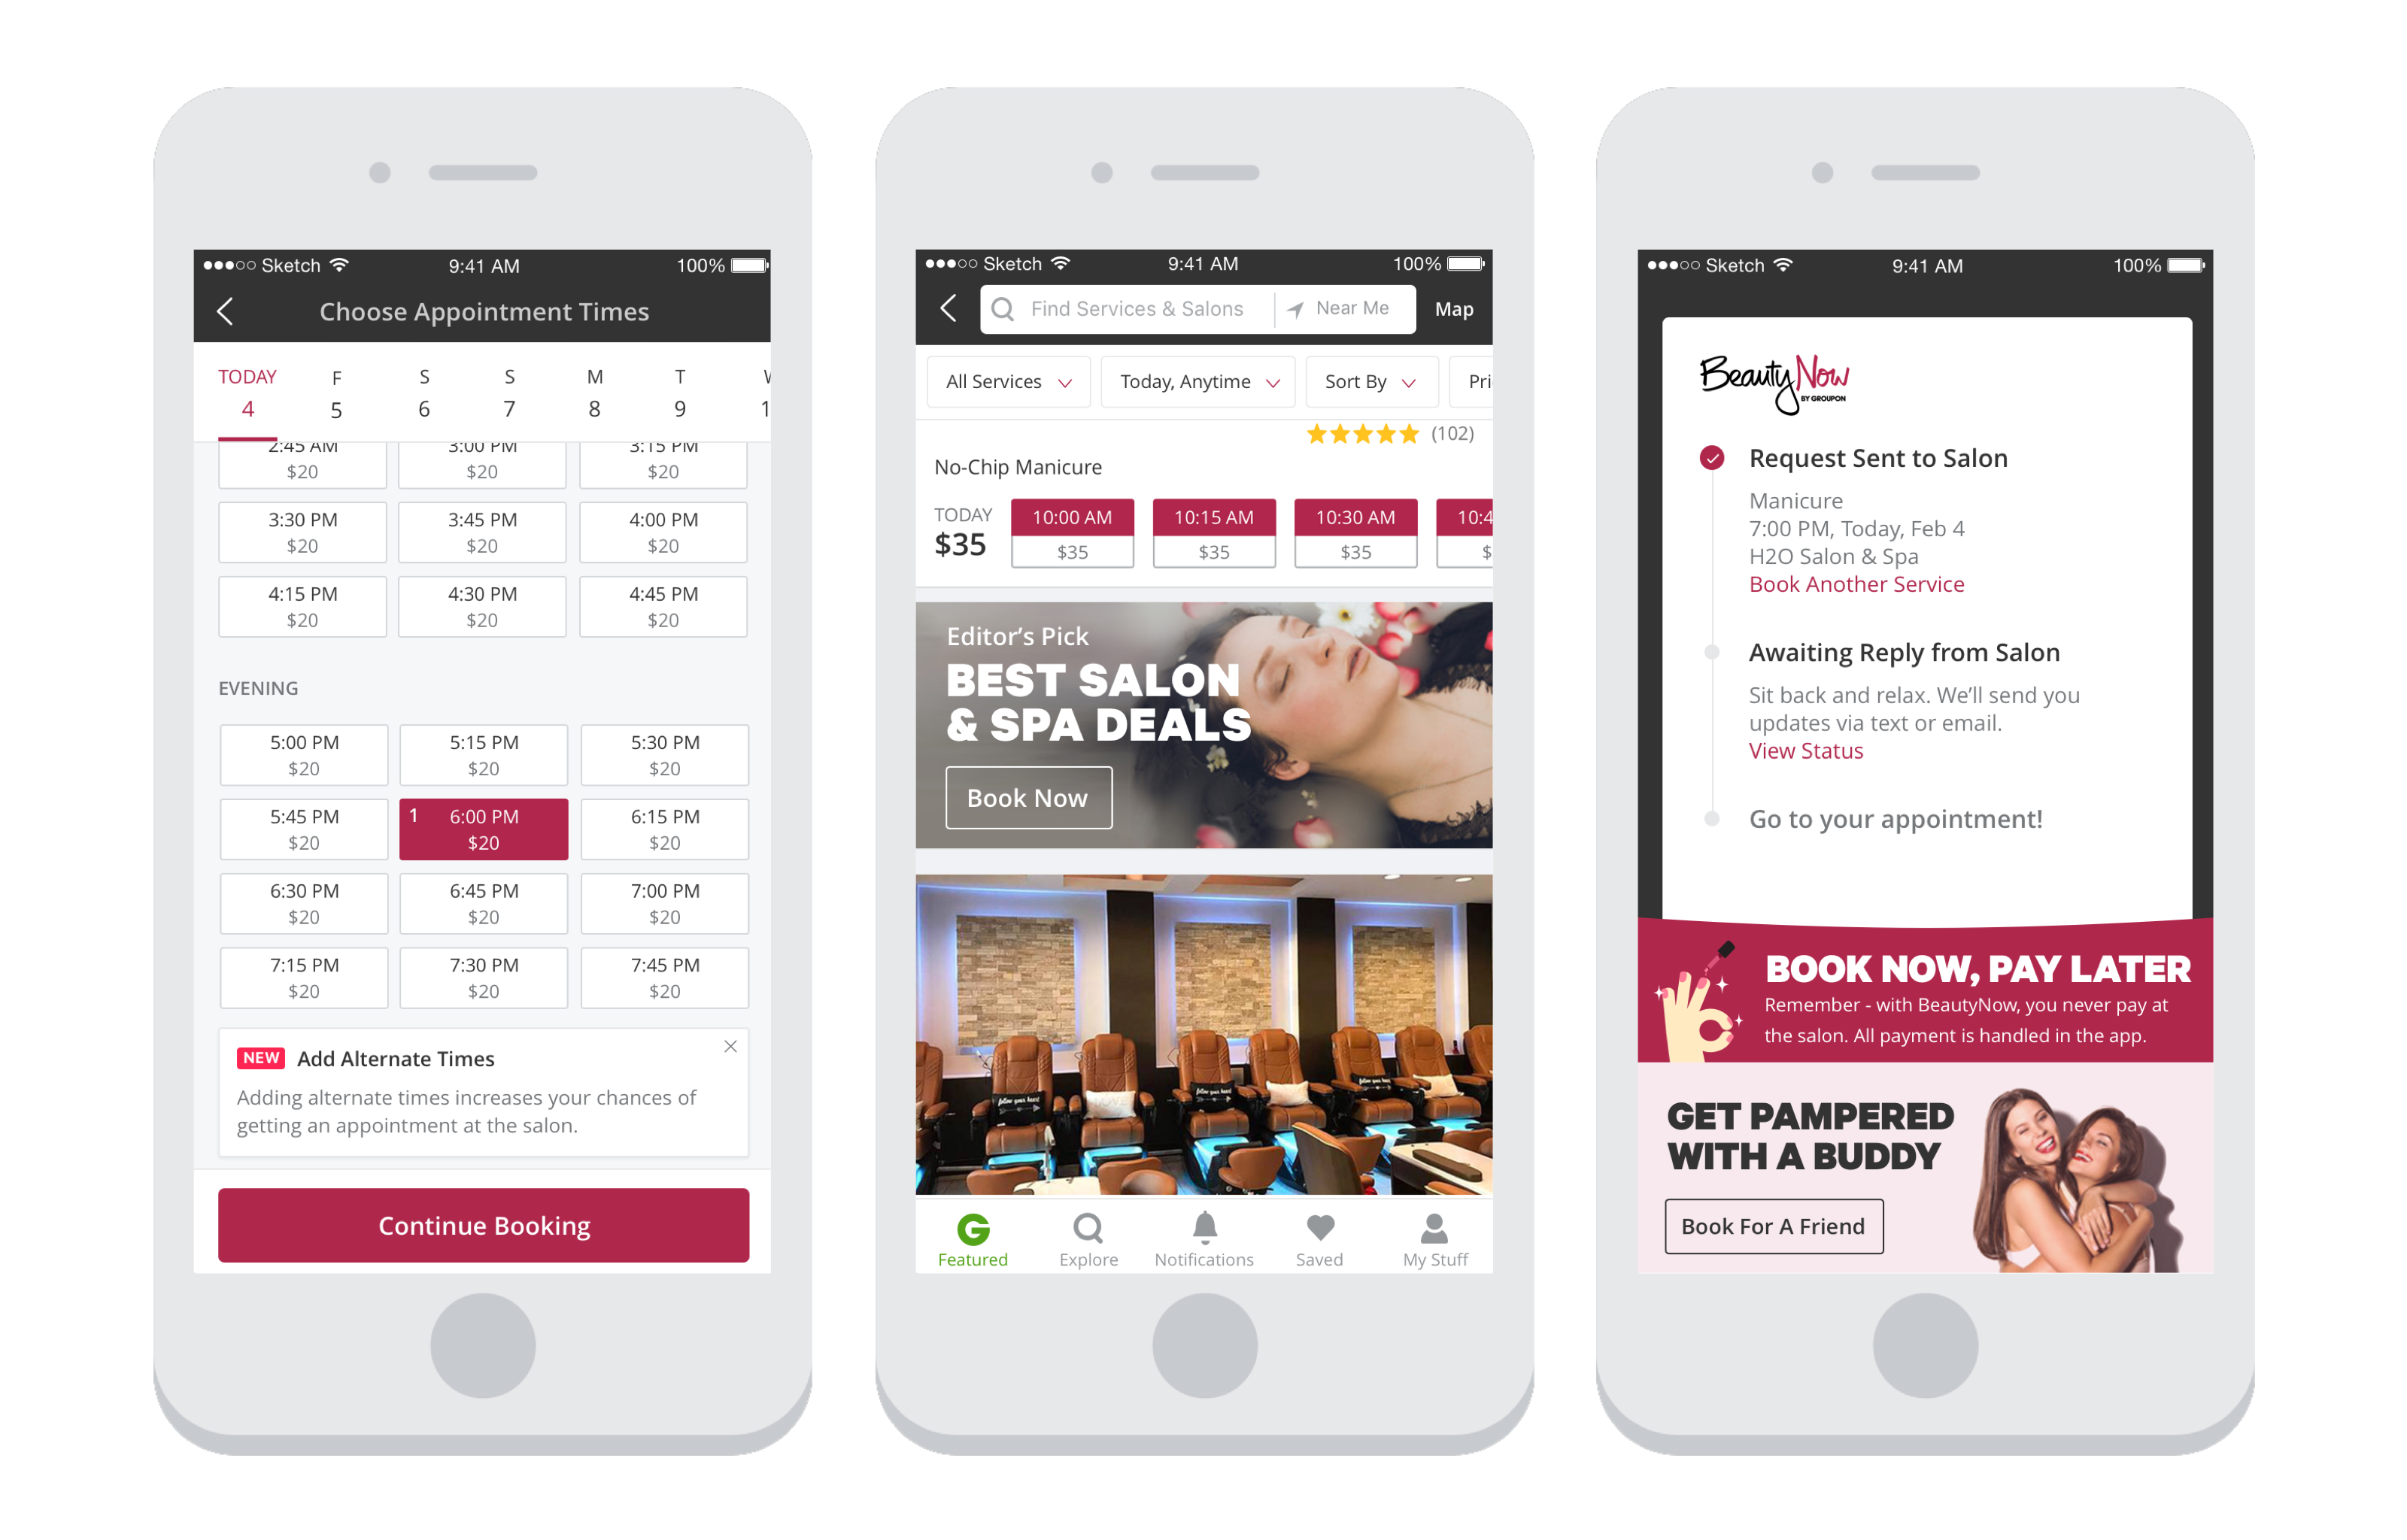 Sketch 9:41 AM 100%
Choose Appointment Times
TODAY F S S M T
4 5 6 7 8 9 1
2:45 AM 3:00 PM 3:15 PM
$20 $20 $20
3:30 PM 3:45 PM 4:00 PM
$20 $20 $20
4:15 PM 4:30 PM 4:45 PM
$20 $20 $20
EVENING
5:00 PM 5:15 PM 5:30 PM
$20 $20 $20
5:45 PM 1 6:00 PM 6:15 PM
$20 $20 $20
6:30 PM 6:45 PM 7:00 PM
$20 $20 $20
7:15 PM 7:30 PM 7:45 PM
$20 $20 $20
NEW Add Alternate Times
Adding alternate times increases your chances of
getting an appointment at the salon.
Continue Booking
Sketch 9:41 AM 100%
Find Services & Salons Near Me Map
All Services Today, Anytime Sort By Pri
(102)
No-Chip Manicure
TODAY 10:00 AM 10:15 AM 10:30 AM 10:4
$35 $35 $35 $35 $
Editor's Pick
BEST SALON
& SPA DEALS
Book Now
follow your heart follow your heart follow your heart
Featured Explore Notifications Saved My Stuff
Sketch 9:41 AM 100%
BeautyNow
BY GROUPON
Request Sent to Salon
Manicure
7:00 PM, Today, Feb 4
H2O Salon & Spa
Book Another Service
Awaiting Reply from Salon
Sit back and relax. We'll send you
updates via text or email.
View Status
Go to your appointment!
BOOK NOW, PAY LATER
Remember - with BeautyNow, you never pay at
the salon. All payment is handled in the app.
GET PAMPERED
WITH A BUDDY
Book For A Friend